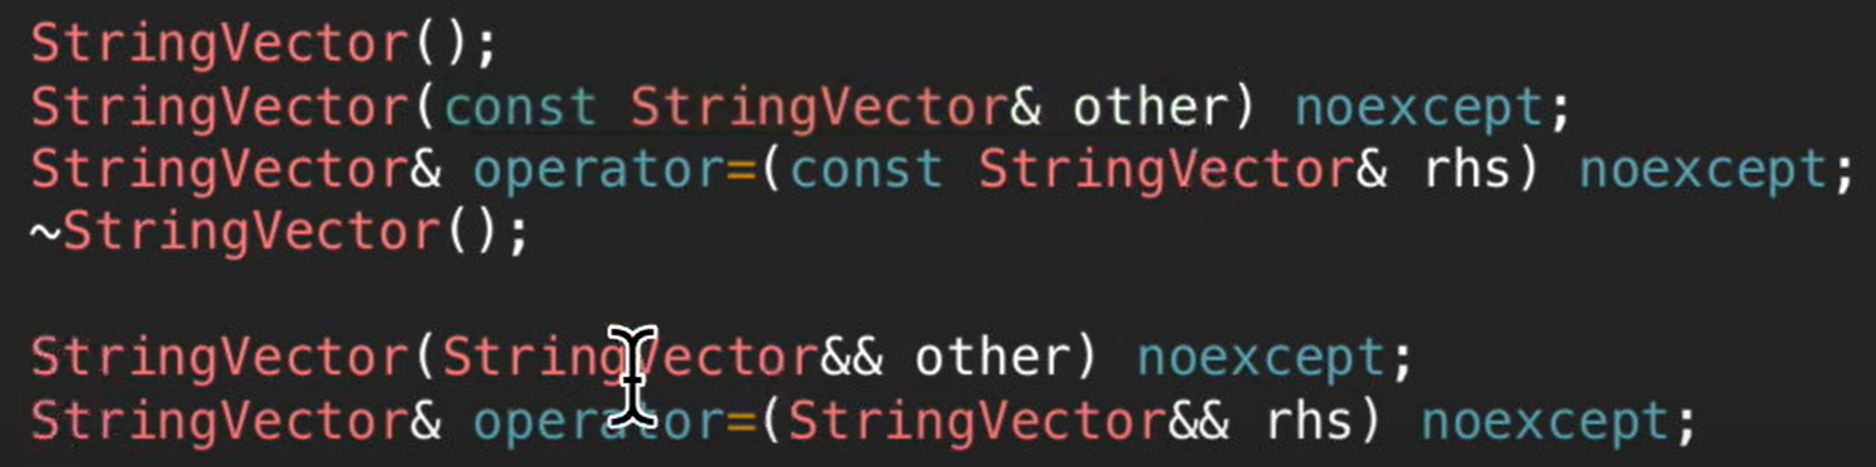 StringVector();
StringVector(const StringVector& other) noexcept;
StringVector& operator=(const StringVector& rhs) noexcept;
~StringVector();
StringVector(StringVector&& other) noexcept;
StringVector& operator=(StringVector&& rhs) noexcept;